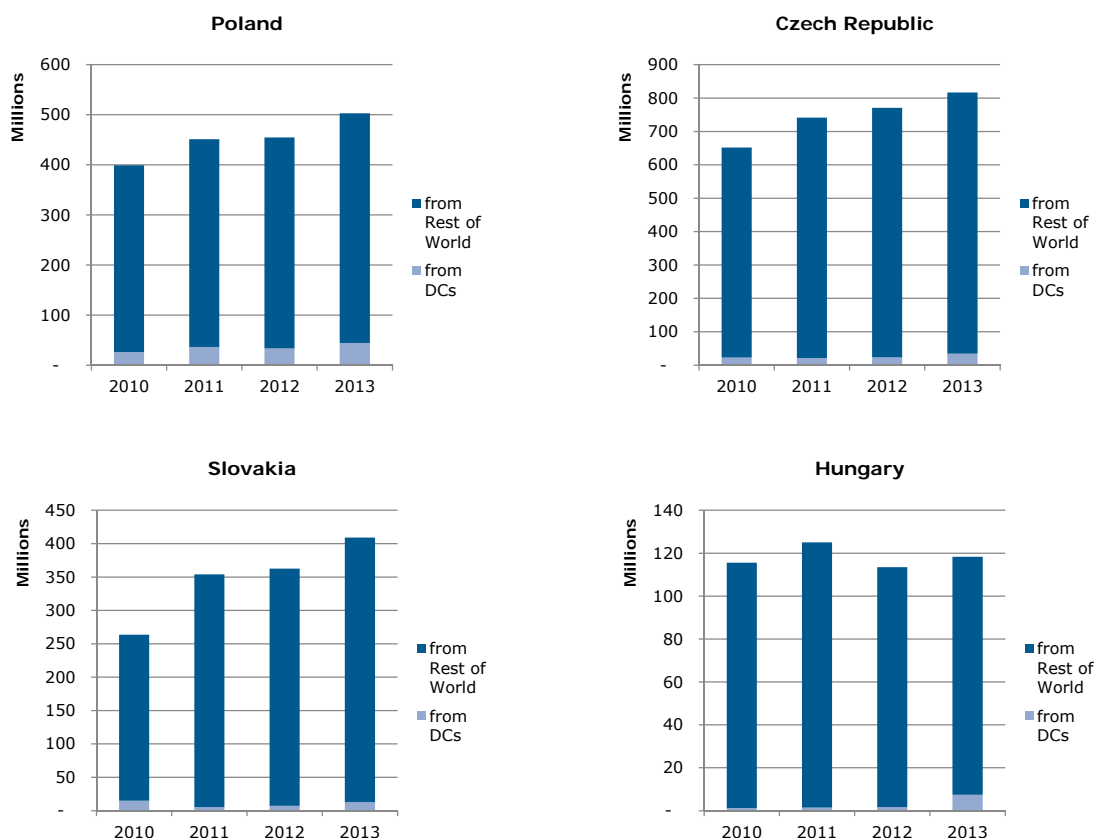 Poland
Millions
600
500
400
300
200
100
-
2010 2011 2012 2013
from
Rest of
World
from
DCs
Czech Republic
Millions
900
800
700
600
500
400
300
200
100
-
2010 2011 2012 2013
from
Rest of
World
from
DCs
Slovakia
Millions
450
400
350
300
250
200
150
100
50
-
2010 2011 2012 2013
from
Rest of
World
from
DCs
Hungary
Millions
140
120
100
80
60
40
20
-
2010 2011 2012 2013
from
Rest of
World
from
DCs